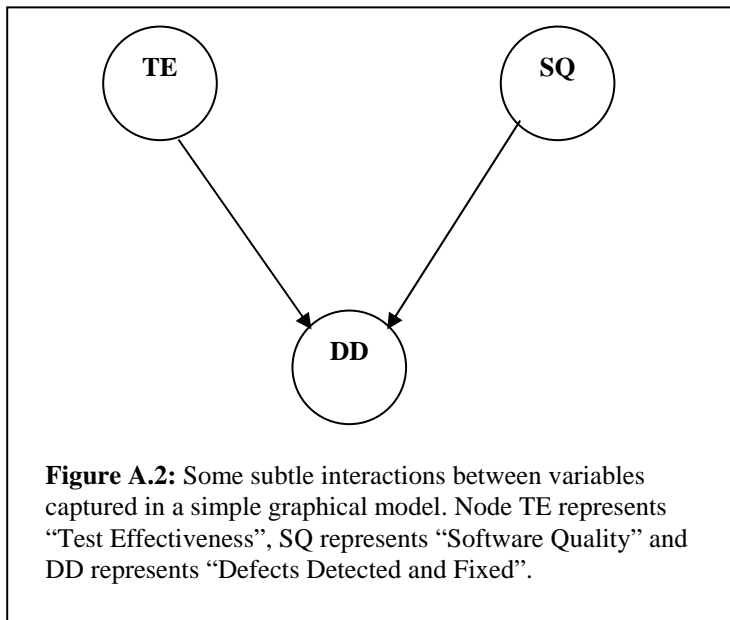 TE
SQ
DD
Figure A.2: Some subtle interactions between variables
captured in a simple graphical model. Node TE represents
“Test Effectiveness”, SQ represents “Software Quality” and
DD represents “Defects Detected and Fixed”.